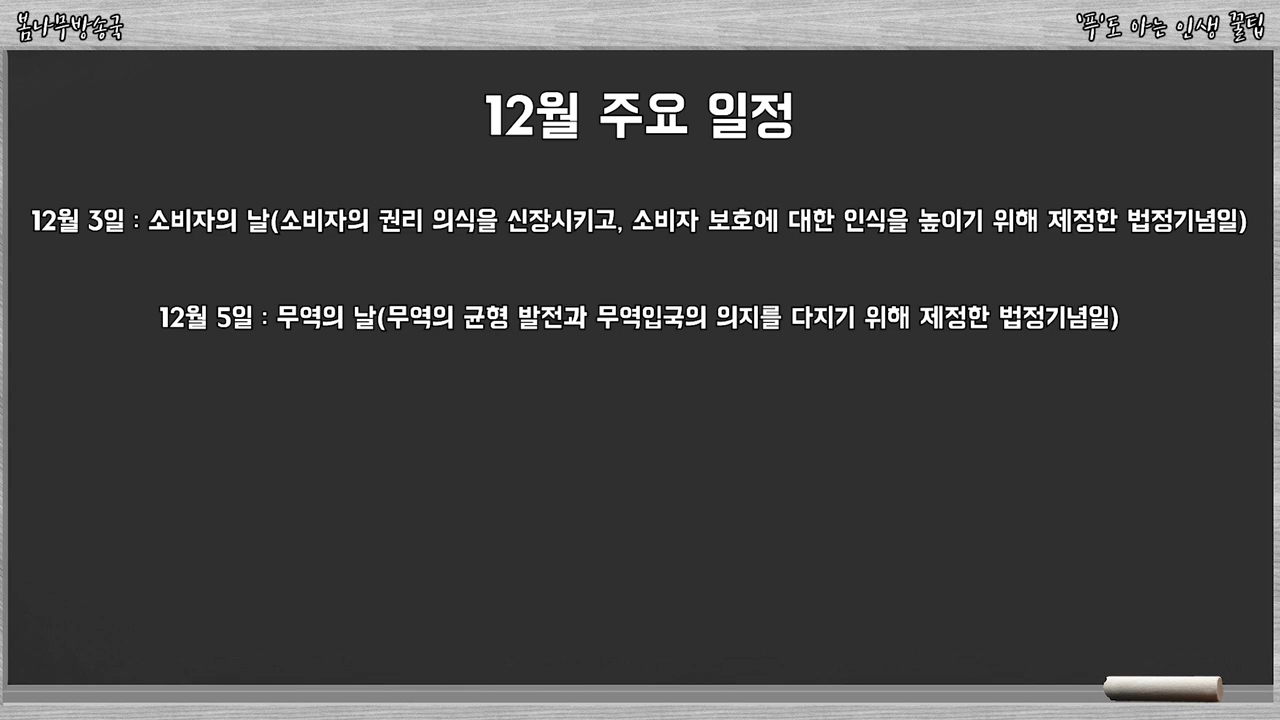 봄나무방송국
'푸'도 아는 인생 꿀팁
12월 주요 일정
12월 3일 : 소비자의 날(소비자의 권리 의식을 신장시키고, 소비자 보호에 대한 인식을 높이기 위해 제정한 법정기념일)
12월 5일 : 무역의 날(무역의 균형 발전과 무역입국의 의지를 다지기 위해 제정한 법정기념일)